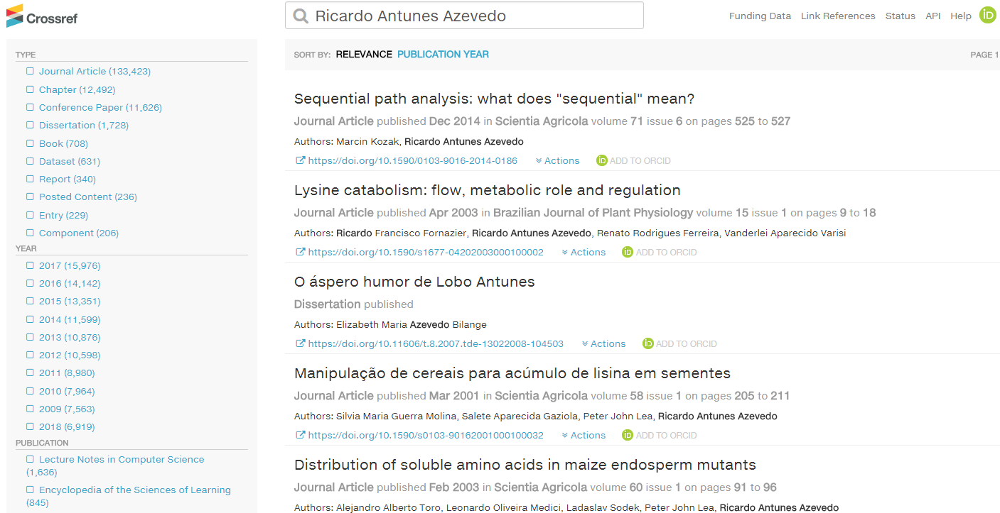 Crossref
Ricardo Antunes Azevedo
Funding Data Link References Status API Help iD
TYPE
Journal Article (133,423)
Chapter (12,492)
Conference Paper (11,626)
Dissertation (1,728)
Book (708)
Dataset (631)
Report (340)
Posted Content (236)
Entry (229)
Component (206)
YEAR
2017 (15,976)
2016 (14,142)
2015 (13,351)
2014 (11,599)
2013 (10,876)
2012 (10,598)
2011 (8,980)
2010 (7,964)
2009 (7,563)
2018 (6,919)
PUBLICATION
Lecture Notes in Computer Science
(1,636)
Encyclopedia of the Sciences of Learning
(845)
SORT BY: RELEVANCE PUBLICATION YEAR PAGE 1
Sequential path analysis: what does "sequential" mean?
Journal Article published Dec 2014 in Scientia Agricola volume 71 issue 6 on pages 525 to 527
Authors: Marcin Kozak, Ricardo Antunes Azevedo
https://doi.org/10.1590/0103-9016-2014-0186 Actions iD ADD TO ORCID
Lysine catabolism: flow, metabolic role and regulation
Journal Article published Apr 2003 in Brazilian Journal of Plant Physiology volume 15 issue 1 on pages 9 to 18
Authors: Ricardo Francisco Fornazier, Ricardo Antunes Azevedo, Renato Rodrigues Ferreira, Vanderlei Aparecido Varisi
https://doi.org/10.1590/s1677-04202003000100002 Actions iD ADD TO ORCID
O áspero humor de Lobo Antunes
Dissertation published
Authors: Elizabeth Maria Azevedo Bilange
https://doi.org/10.11606/t.8.2007.tde-13022008-104503 Actions iD ADD TO ORCID
Manipulação de cereais para acúmulo de lisina em sementes
Journal Article published Mar 2001 in Scientia Agricola volume 58 issue 1 on pages 205 to 211
Authors: Silvia Maria Guerra Molina, Salete Aparecida Gaziola, Peter John Lea, Ricardo Antunes Azevedo
https://doi.org/10.1590/s0103-90162001000100032 Actions iD ADD TO ORCID
Distribution of soluble amino acids in maize endosperm mutants
Journal Article published Feb 2003 in Scientia Agricola volume 60 issue 1 on pages 91 to 96
Authors: Alejandro Alberto Toro, Leonardo Oliveira Medici, Ladaslav Sodek, Peter John Lea, Ricardo Antunes Azevedo